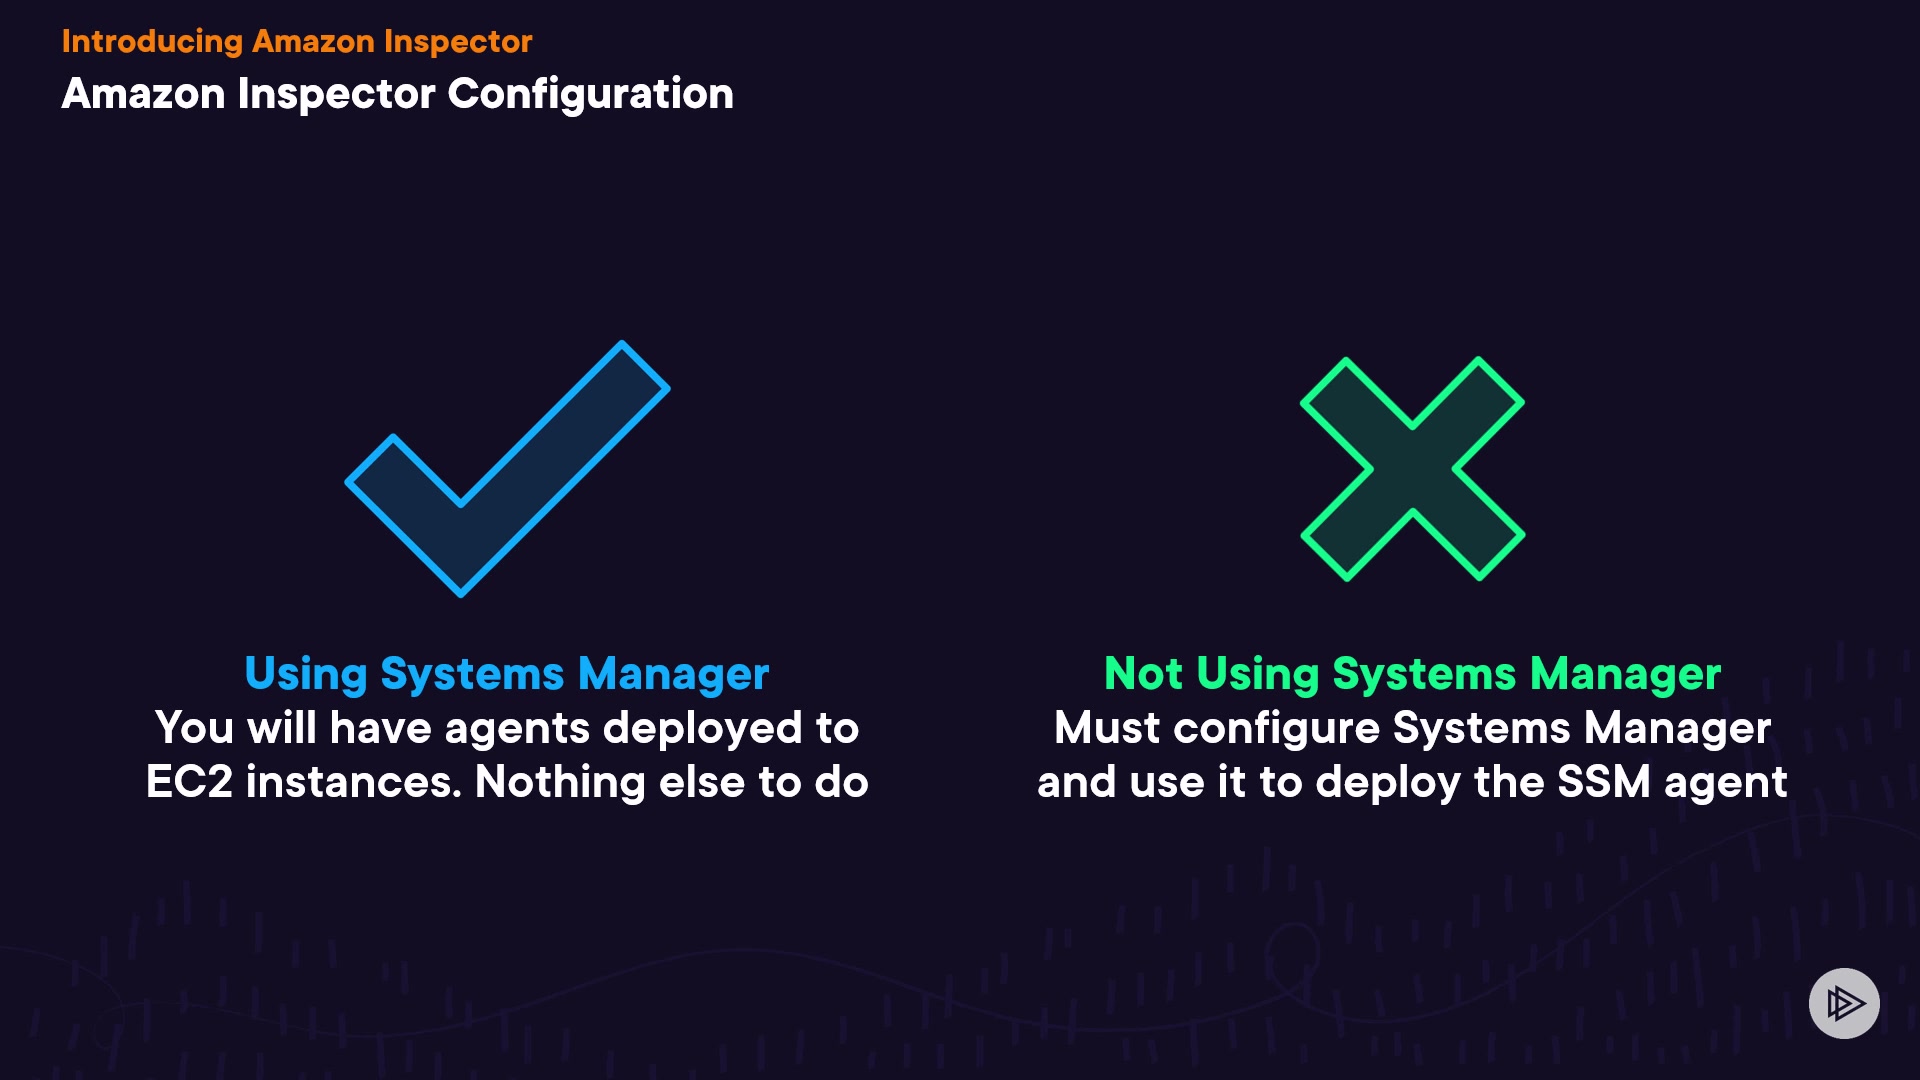 Introducing Amazon Inspector
Amazon Inspector Configuration
Using Systems Manager
You will have agents deployed to
EC2 instances. Nothing else to do
Not Using Systems Manager
Must configure Systems Manager
and use it to deploy the SSM agent